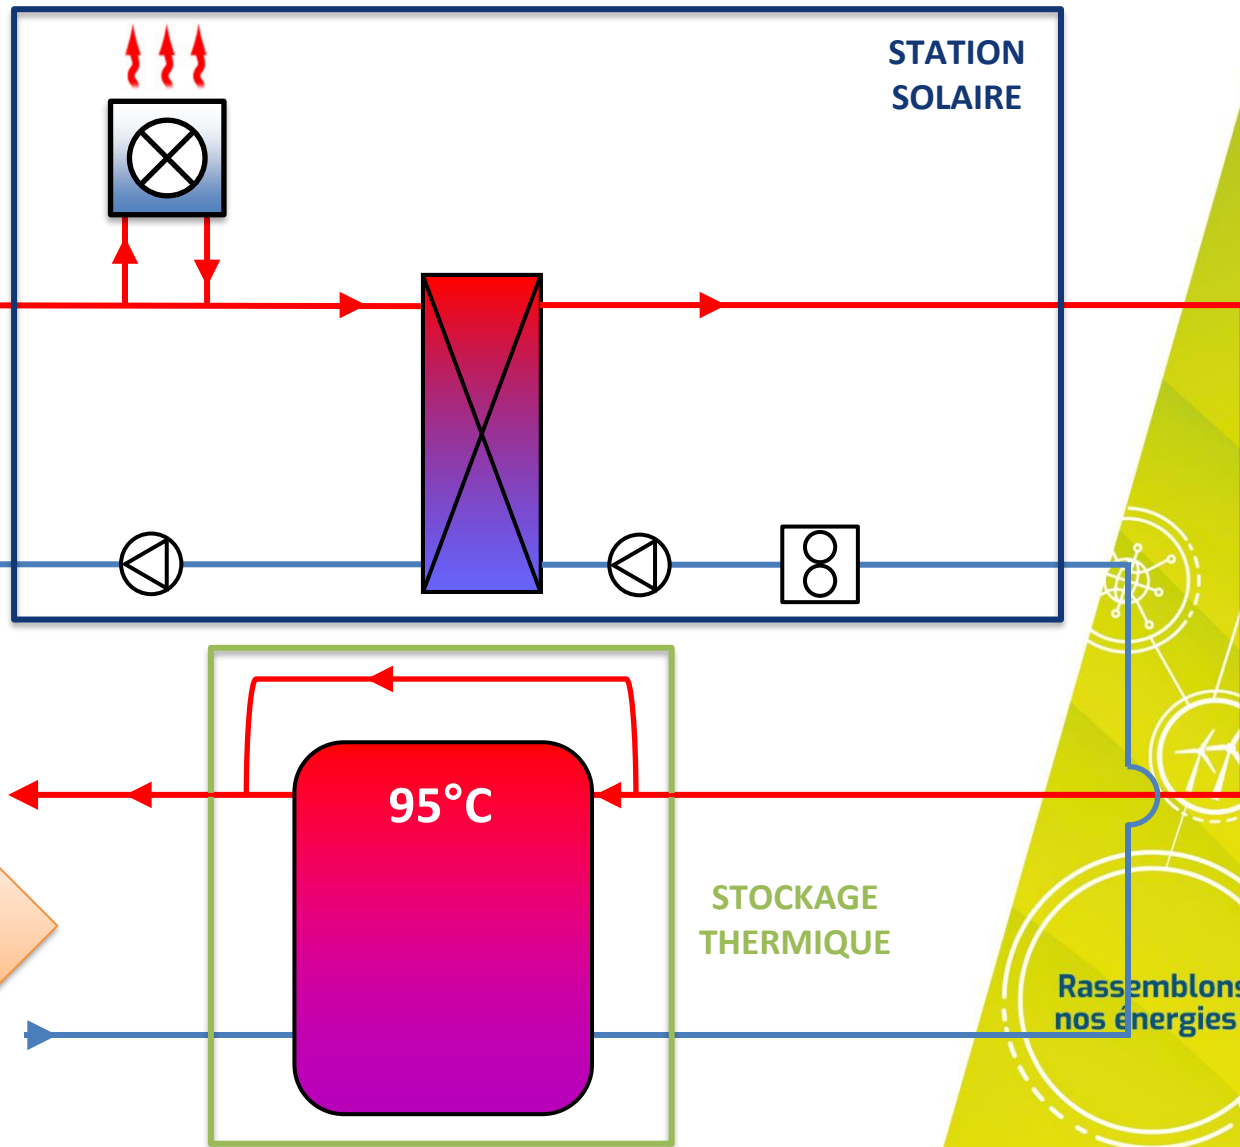 STATION
SOLAIRE
95°C
STOCKAGE
THERMIQUE
Rassemblons
nos énergies